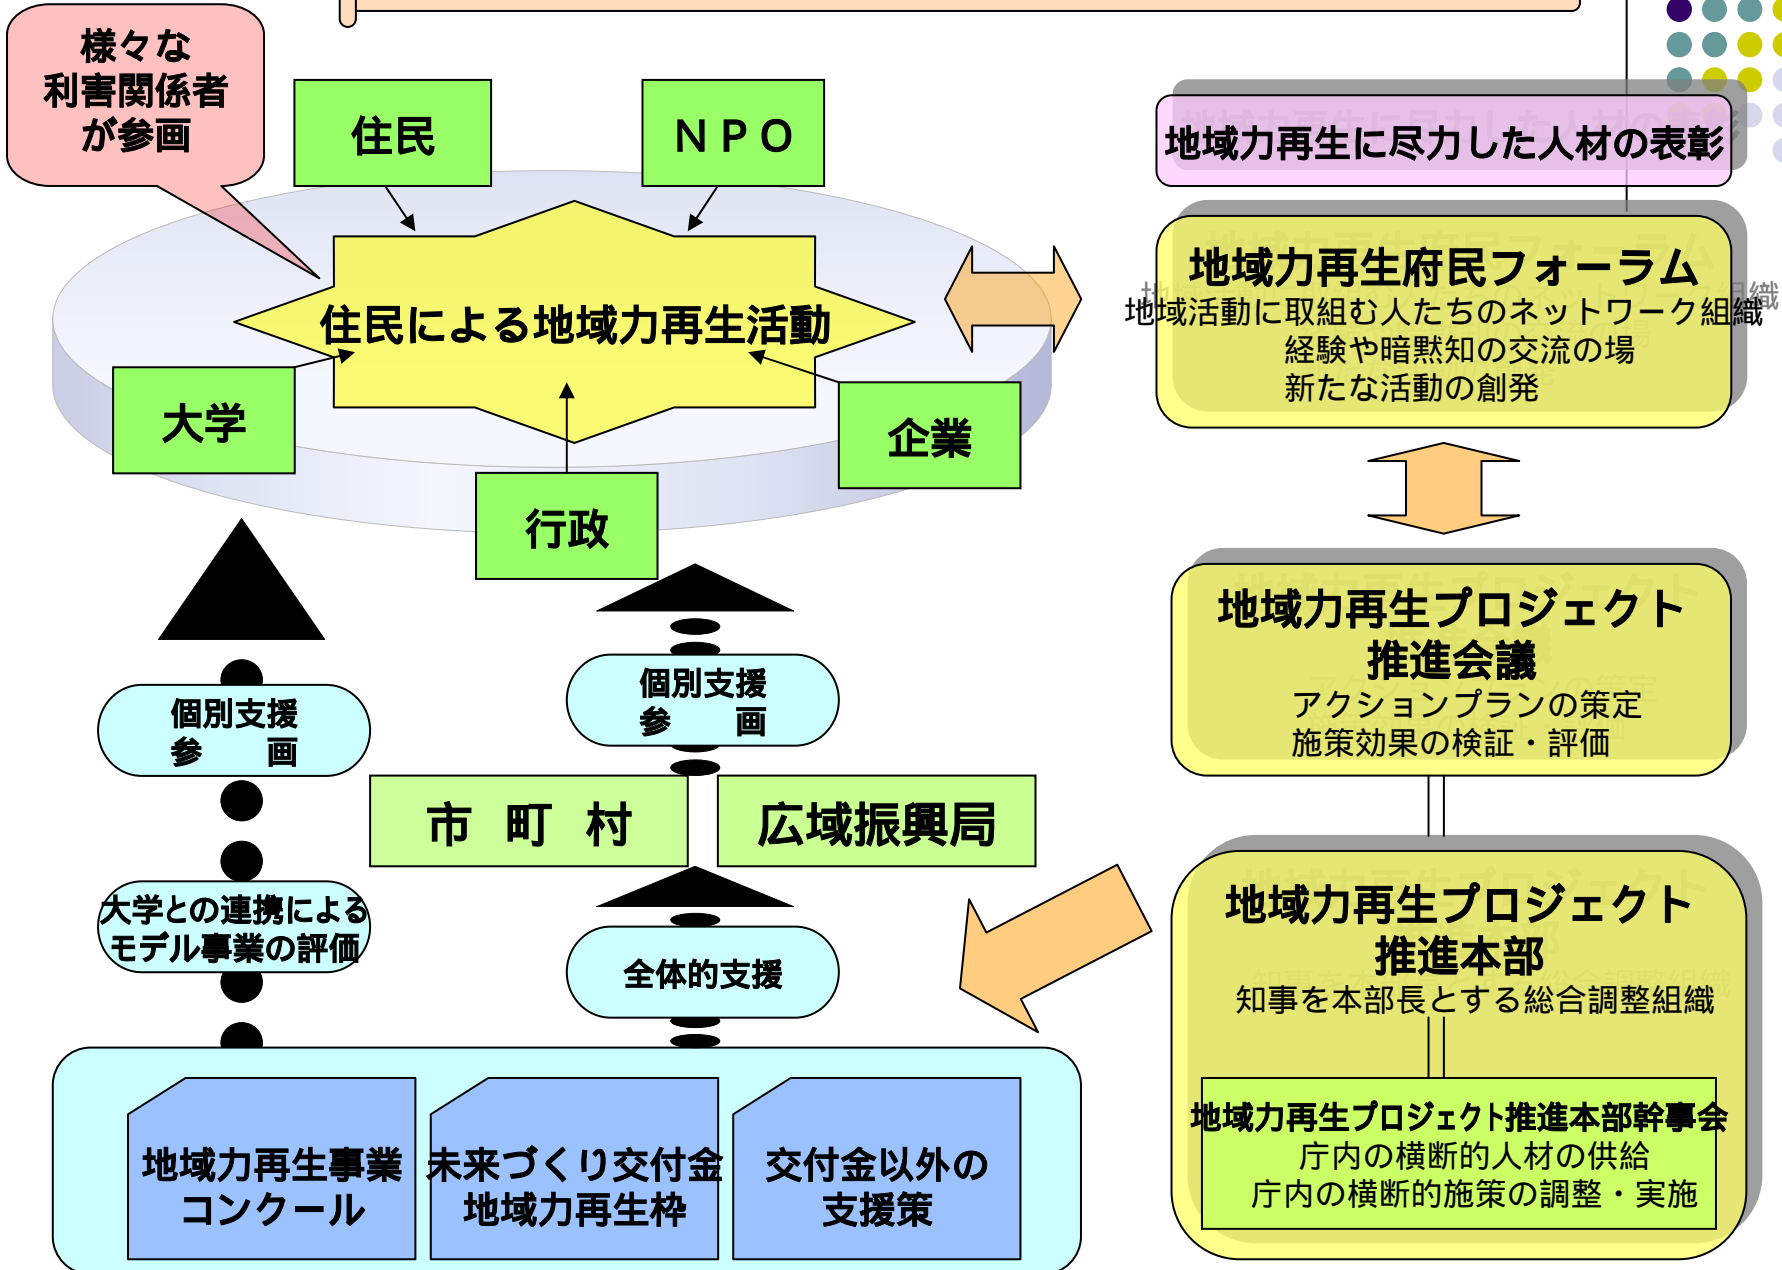 様々な
利害関係者
が参画
住民
ＮＰＯ
住民による地域力再生活動
大学
企業
行政
地域力再生に尽力した人材の表彰
地域力再生府民フォーラム
地域活動に取組む人たちのネットワーク組織
経験や暗黙知の交流の場
新たな活動の創発
地域力再生プロジェクト
推進会議
アクションプランの策定
施策効果の検証・評価
地域力再生プロジェクト
推進本部
知事を本部長とする総合調整組織
地域力再生プロジェクト推進本部幹事会
庁内の横断的人材の供給
庁内の横断的施策の調整・実施
個別支援
参　　画
個別支援
参　　画
市　町　村
広域振興局
大学との連携による
モデル事業の評価
全体的支援
地域力再生事業
コンクール
未来づくり交付金
地域力再生枠
交付金以外の
支援策